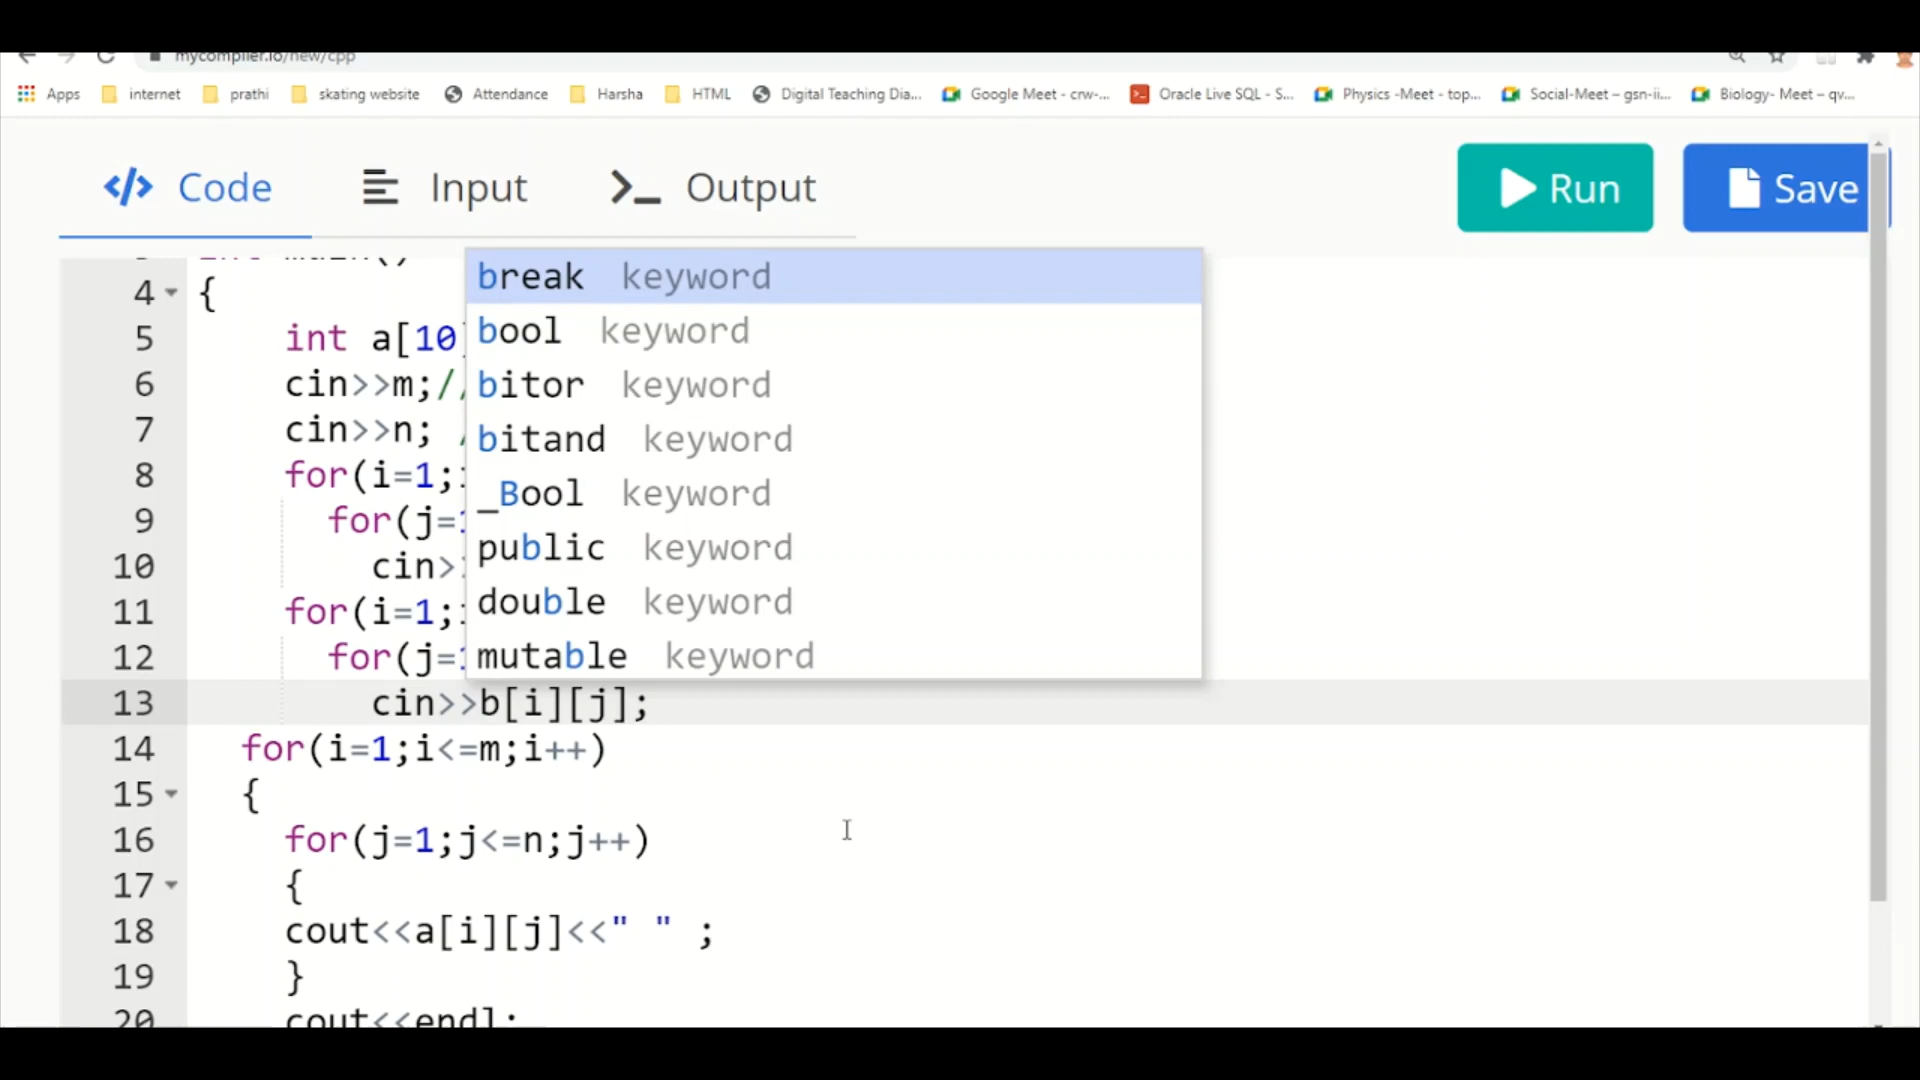 mycompiler.io/new/cpp
Apps internet prathi skating website Attendance Harsha HTML Digital Teaching Dia... Google Meet - crw-... Oracle Live SQL - S... Physics -Meet - top... Social-Meet – gsn-ii... Biology- Meet – qv...
</> Code Input >_ Output Run Save
int main()
4 {
5 int a[10]
6 cin>>m;//
7 cin>>n; /
8 for(i=1;i
9 for(j=1
10 cin>
11 for(i=1;i
12 for(j=1
13 cin>>b[i][j];
14 for(i=1;i<=m;i++)
15 {
16 for(j=1;j<=n;j++)
17 {
18 cout<<a[i][j]<<" " ;
19 }
20 cout<<endl;
break keyword
bool keyword
bitor keyword
bitand keyword
_Bool keyword
public keyword
double keyword
mutable keyword